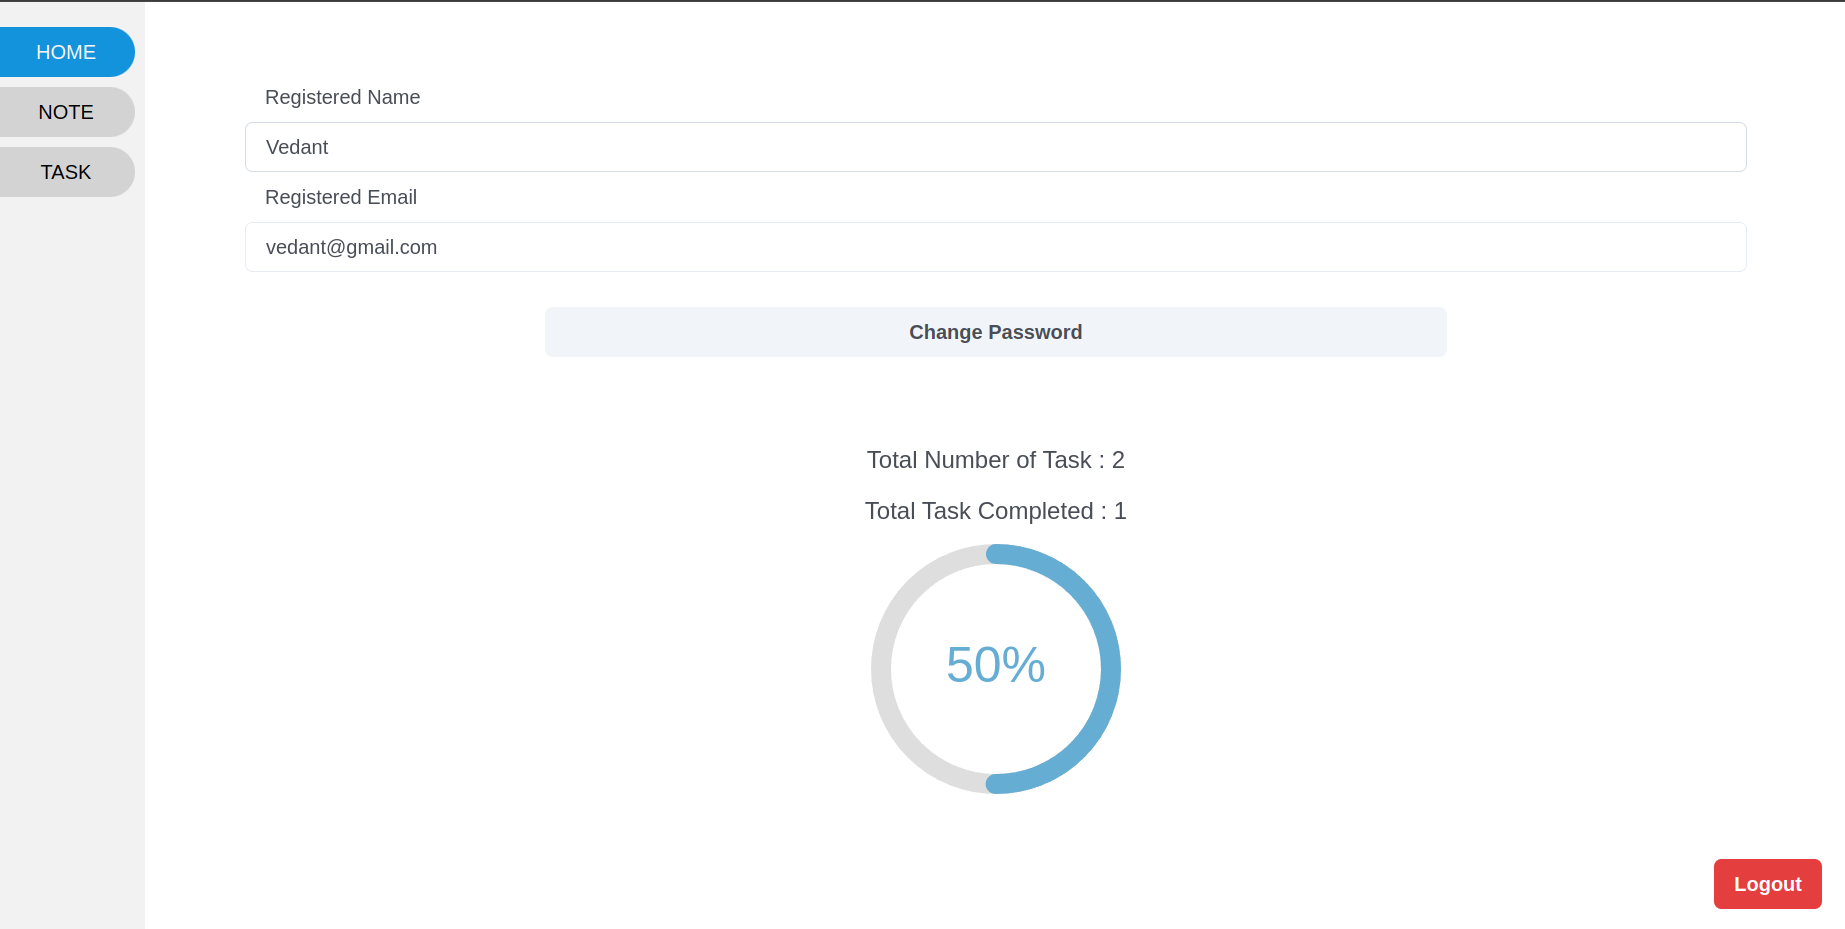 HOME
NOTE
TASK
Registered Name
Vedant
Registered Email
vedant@gmail.com
Change Password
Total Number of Task : 2
Total Task Completed : 1
50%
Logout